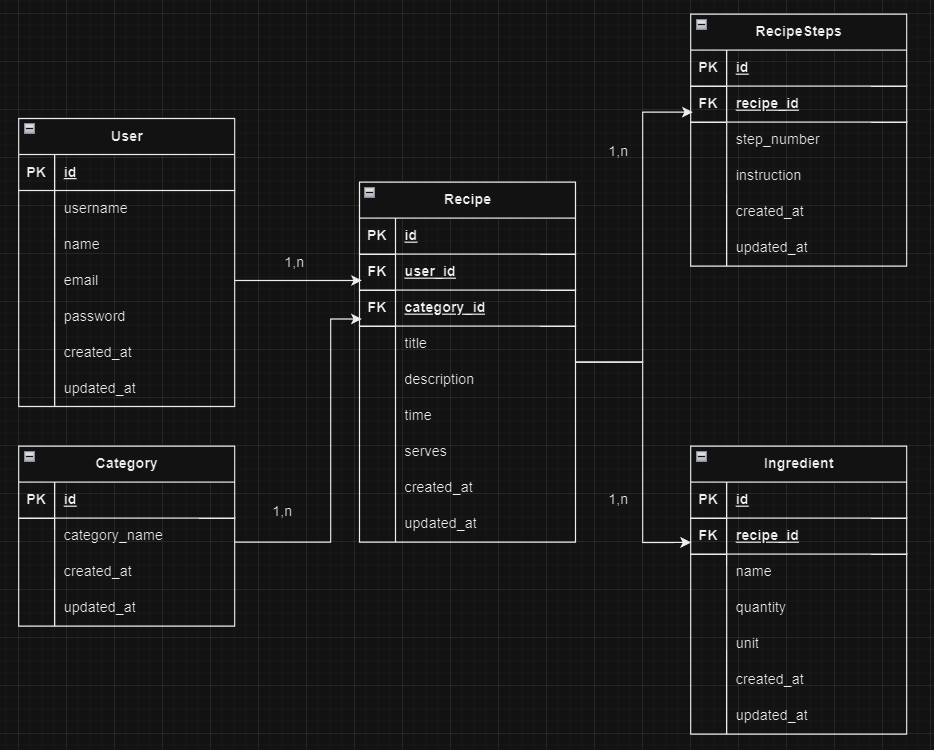 User
PK id
username
name
email
password
created_at
updated_at
Category
PK id
category_name
created_at
updated_at
1,n
1,n
Recipe
PK id
FK user_id
FK category_id
title
description
time
serves
created_at
updated_at
1,n
1,n
RecipeSteps
PK id
FK recipe_id
step_number
instruction
created_at
updated_at
Ingredient
PK id
FK recipe_id
name
quantity
unit
created_at
updated_at